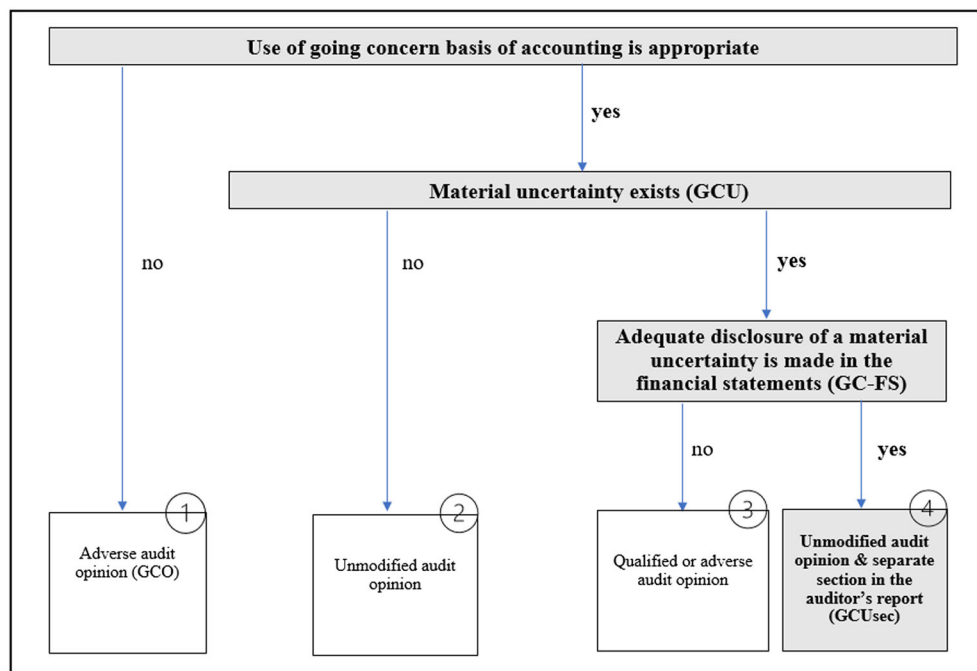 Use of going concern basis of accounting is appropriate
yes
Material uncertainty exists (GCU)
no
no
yes
Adequate disclosure of a material
uncertainty is made in the
financial statements (GC-FS)
no
yes
1
Adverse audit
opinion (GCO)
2
Unmodified audit
opinion
3
Qualified or adverse
audit opinion
4
Unmodified audit
opinion & separate
section in the
auditor's report
(GCUsec)